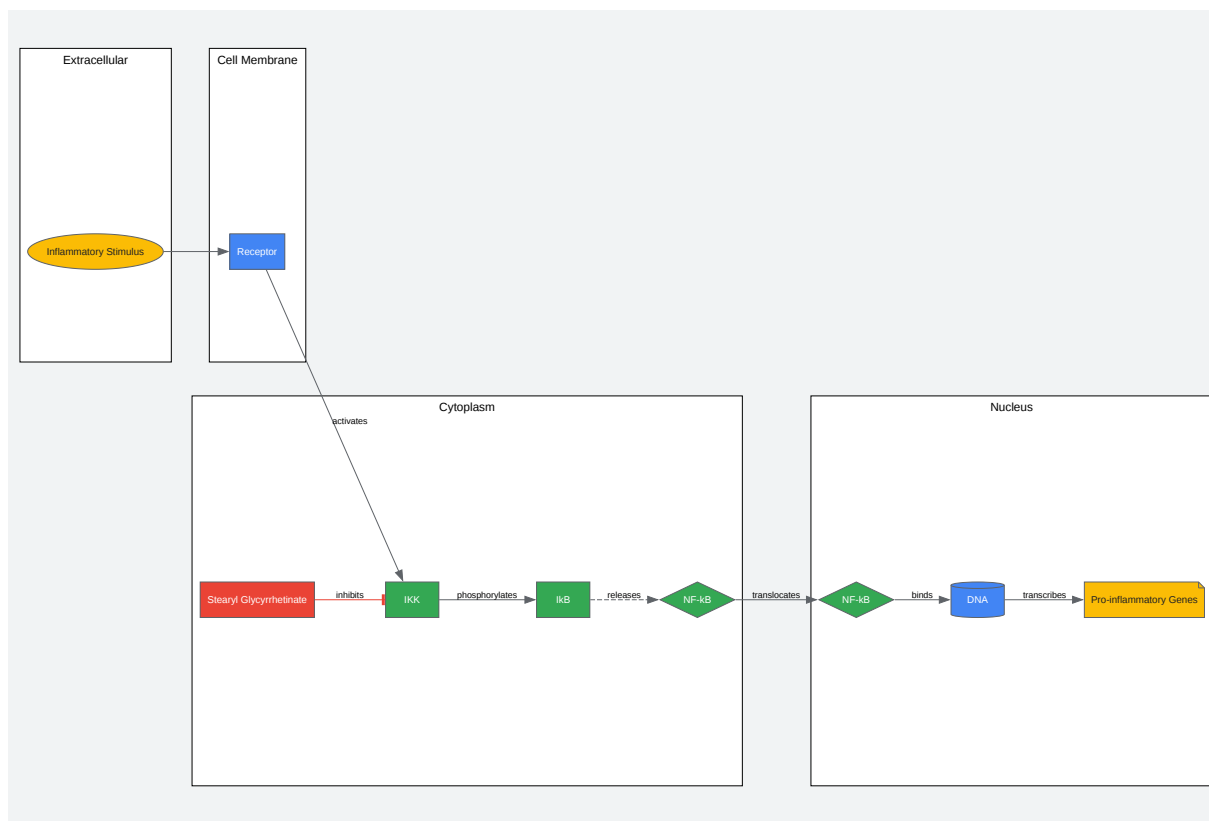 Extracellular
Cell Membrane
Inflammatory Stimulus
Receptor
activates
Cytoplasm
Nucleus
Stearyl Glycyrrhetinate
inhibits
IKK
phosphorylates
IkB
releases
NF-kB
translocates
NF-kB
binds
DNA
transcribes
Pro-inflammatory Genes